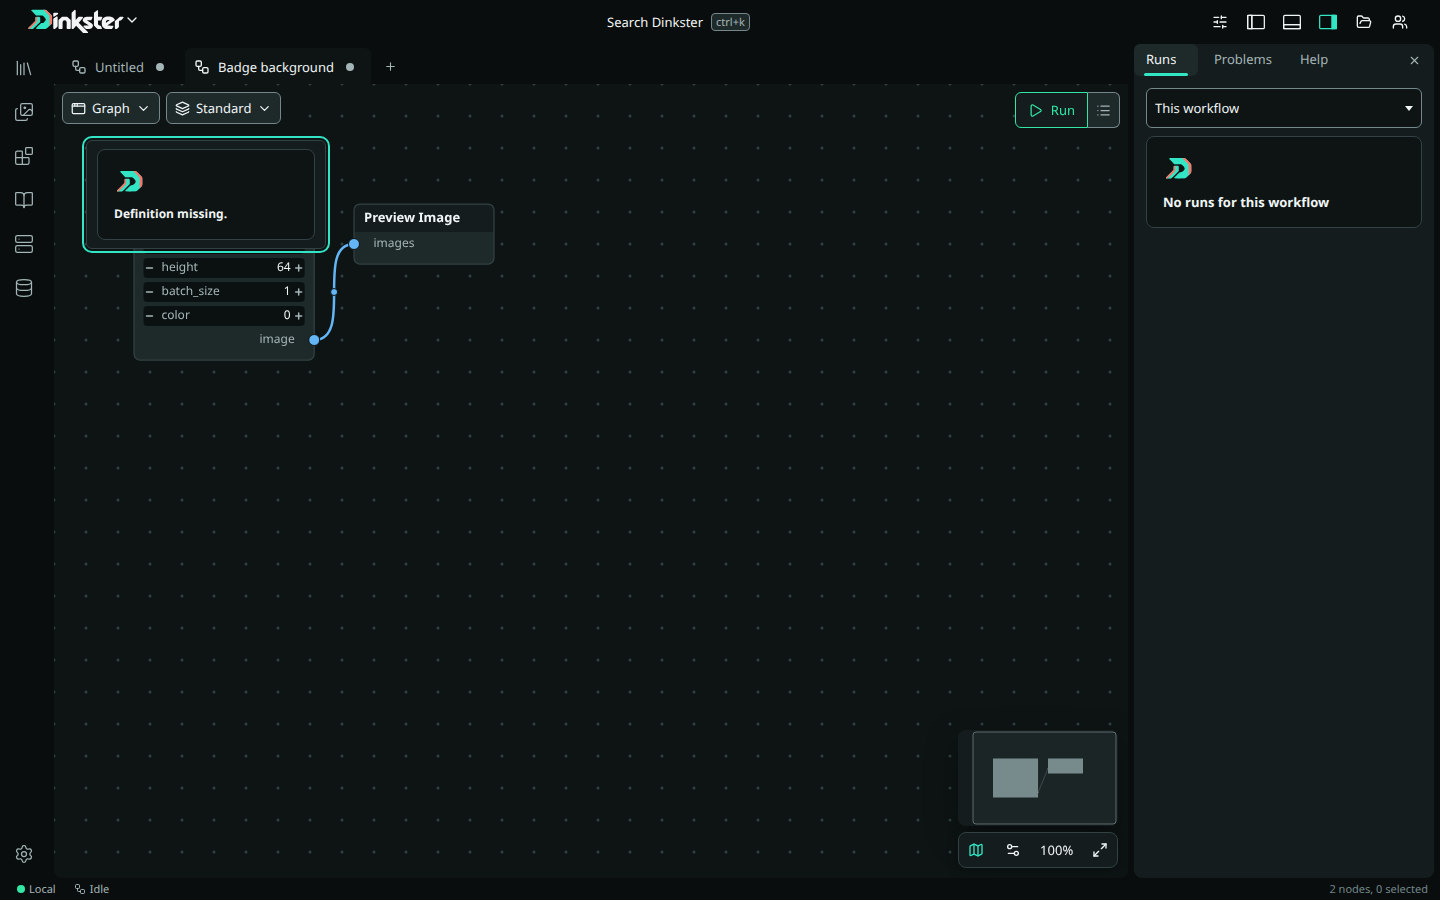 Dinkster
Search Dinkster ctrl+k
Untitled
Badge background
Runs
Problems
Help
Graph
Standard
Run
This workflow
No runs for this workflow
Definition missing.
Preview Image
images
height 64
batch_size 1
color 0
image
100%
Local
Idle
2 nodes, 0 selected